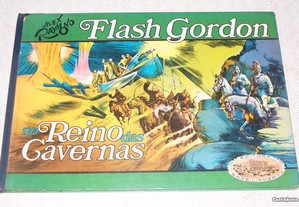 ALEX RAYMOND
Flash Gordon
no Reino das
Cavernas